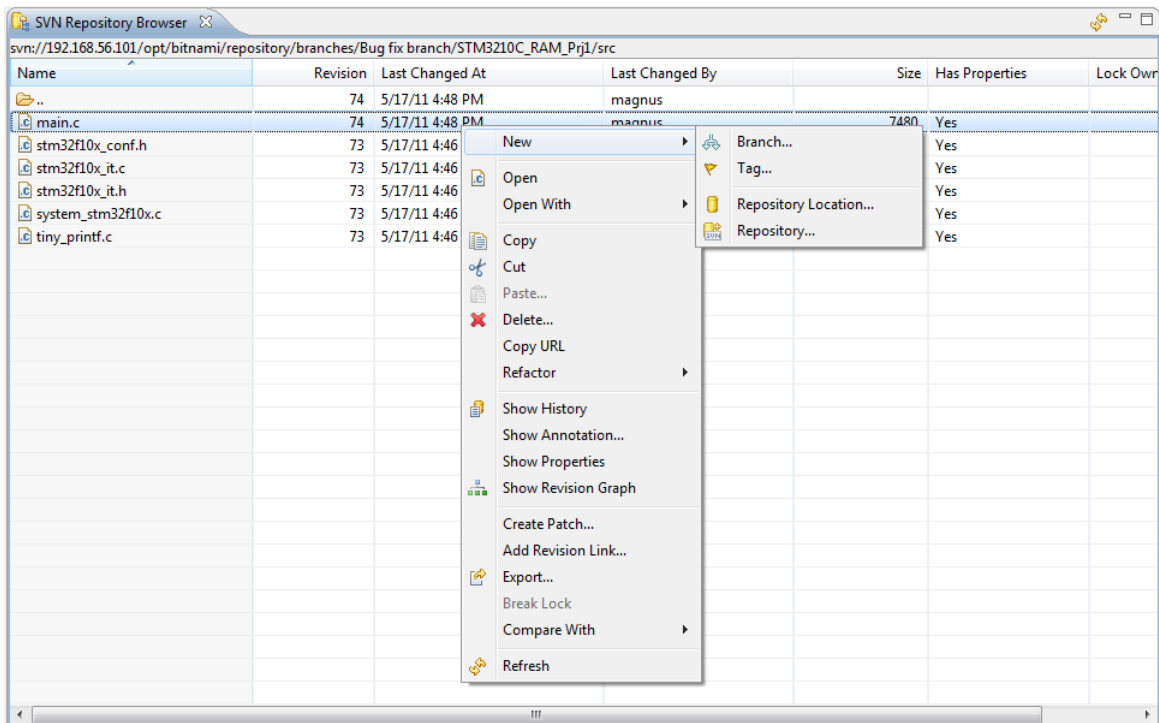 SVN Repository Browser
svn://192.168.56.101/opt/bitnami/repository/branches/Bug fix branch/STM3210C_RAM_Prj1/src
Name Revision Last Changed At Last Changed By Size Has Properties Lock Own
.. 74 5/17/11 4:48 PM magnus
main.c 74 5/17/11 4:48 PM magnus 7480 Yes
stm32f10x_conf.h 73 5/17/11 4:46 Yes
stm32f10x_it.c 73 5/17/11 4:46 Yes
stm32f10x_it.h 73 5/17/11 4:46 Yes
system_stm32f10x.c 73 5/17/11 4:46 Yes
tiny_printf.c 73 5/17/11 4:46 Yes
New
Open
Open With
Copy
Cut
Paste...
Delete...
Copy URL
Refactor
Show History
Show Annotation...
Show Properties
Show Revision Graph
Create Patch...
Add Revision Link...
Export...
Break Lock
Compare With
Refresh
Branch...
Tag...
Repository Location...
Repository...